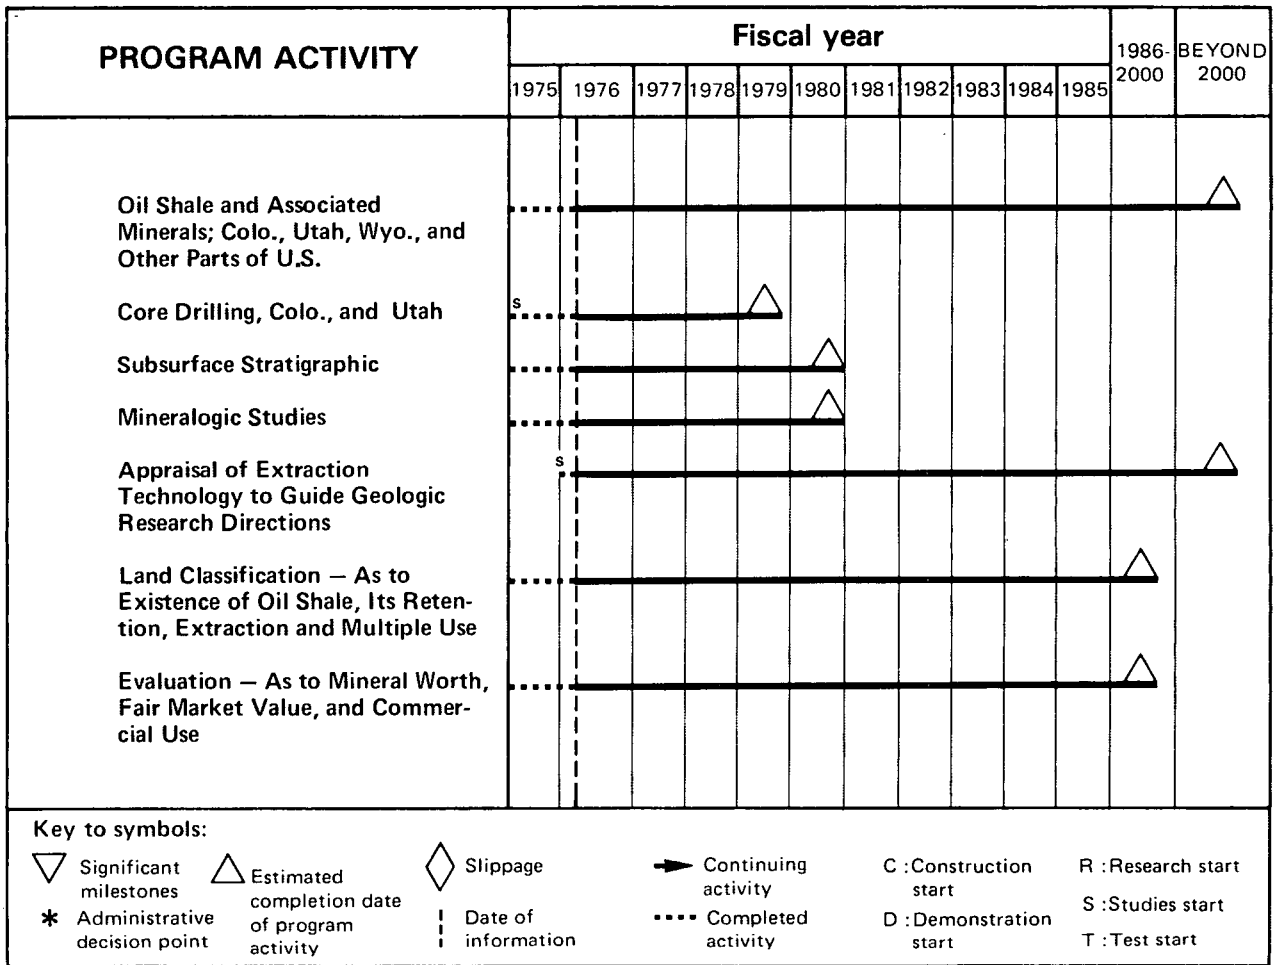 PROGRAM ACTIVITY
Fiscal year
1975 1976 1977 1978 1979 1980 1981 1982 1983 1984 1985
1986-
2000
BEYOND
2000
Oil Shale and Associated
Minerals; Colo., Utah, Wyo., and
Other Parts of U.S.
Core Drilling, Colo., and Utah
S
Subsurface Stratigraphic
Mineralogic Studies
Appraisal of Extraction
Technology to Guide Geologic
Research Directions
S
Land Classification — As to
Existence of Oil Shale, Its Reten-
tion, Extraction and Multiple Use
Evaluation — As to Mineral Worth,
Fair Market Value, and Commer-
cial Use
Key to symbols:
Significant
milestones
* Administrative
decision point
Estimated
completion date
of program
activity
Slippage
Date of
information
Continuing
activity
Completed
activity
C :Construction
start
D :Demonstration
start
R :Research start
S :Studies start
T :Test start